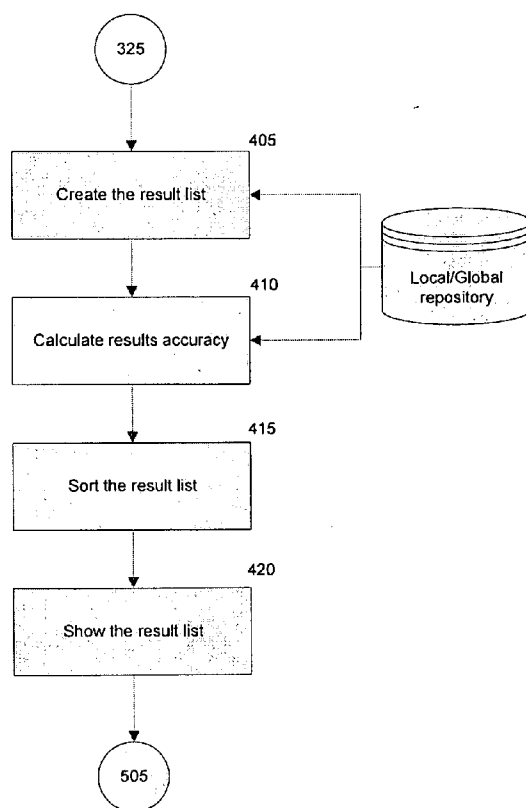 325
405
Create the result list
Local/Global
repository
410
Calculate results accuracy
415
Sort the result list
420
Show the result list
505